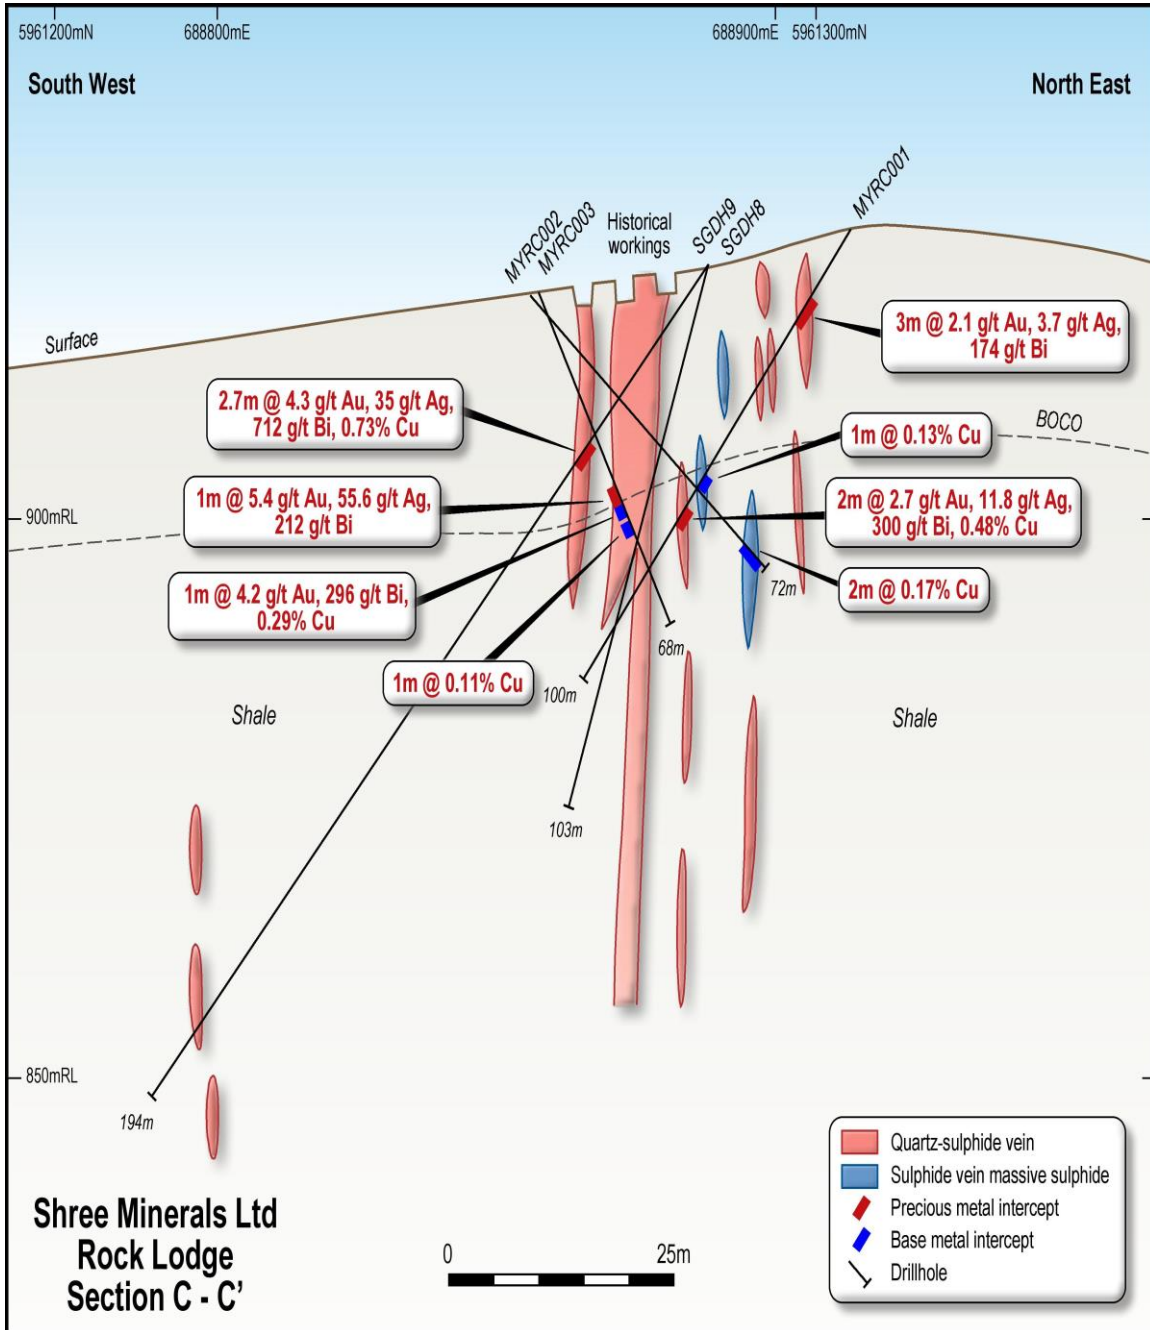 5961200mN
688800mE
688900mE
5961300mN
South West
North East
MYRC002
MYRC003
Historical
workings
SGDH9
SGDH8
MYRC001
Surface
3m @ 2.1 g/t Au, 3.7 g/t Ag,
174 g/t Bi
2.7m @ 4.3 g/t Au, 35 g/t Ag,
712 g/t Bi, 0.73% Cu
BOCO
1m @ 0.13% Cu
1m @ 5.4 g/t Au, 55.6 g/t Ag,
212 g/t Bi
2m @ 2.7 g/t Au, 11.8 g/t Ag,
300 g/t Bi, 0.48% Cu
900mRL
1m @ 4.2 g/t Au, 296 g/t Bi,
0.29% Cu
72m
2m @ 0.17% Cu
68m
1m @ 0.11% Cu
100m
Shale
Shale
103m
850mRL
194m
Shree Minerals Ltd
Rock Lodge
Section C - C’
0
25m
Quartz-sulphide vein
Sulphide vein massive sulphide
Precious metal intercept
Base metal intercept
Drillhole